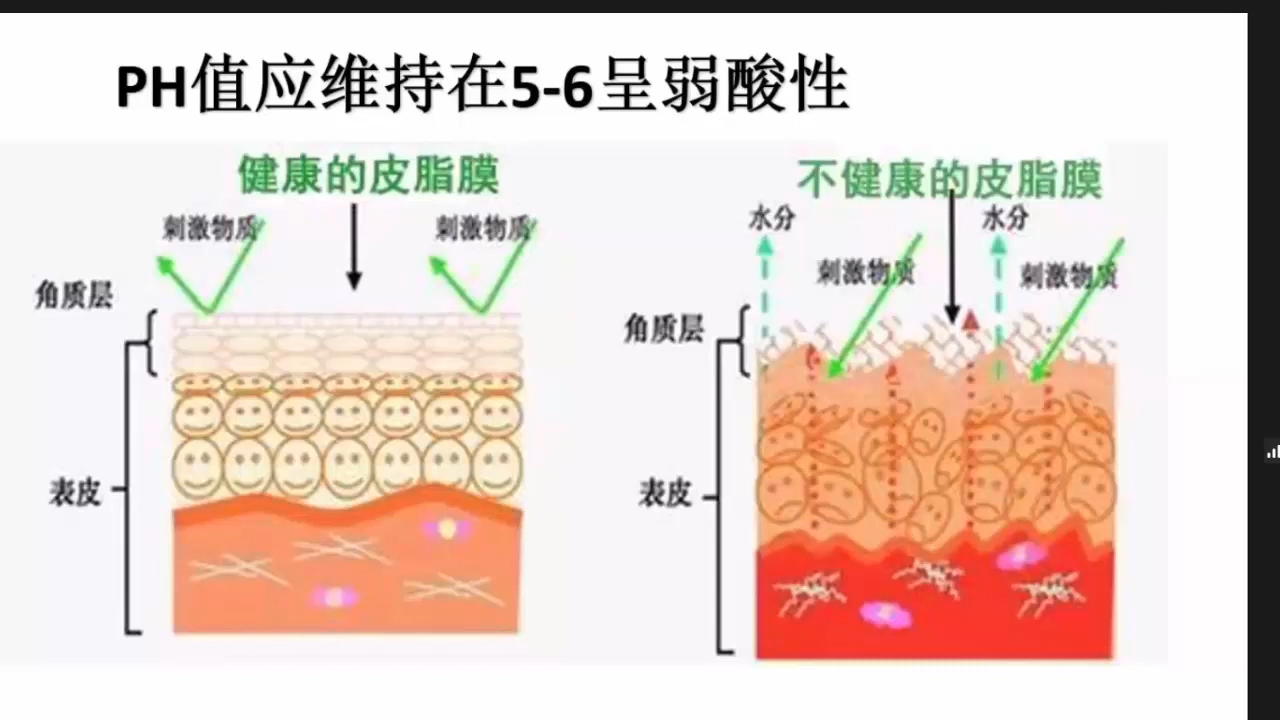 PH值应维持在5-6呈弱酸性
健康的皮脂膜
不健康的皮脂膜
刺激物质
刺激物质
水分
水分
刺激物质
刺激物质
角质层
角质层
表皮
表皮